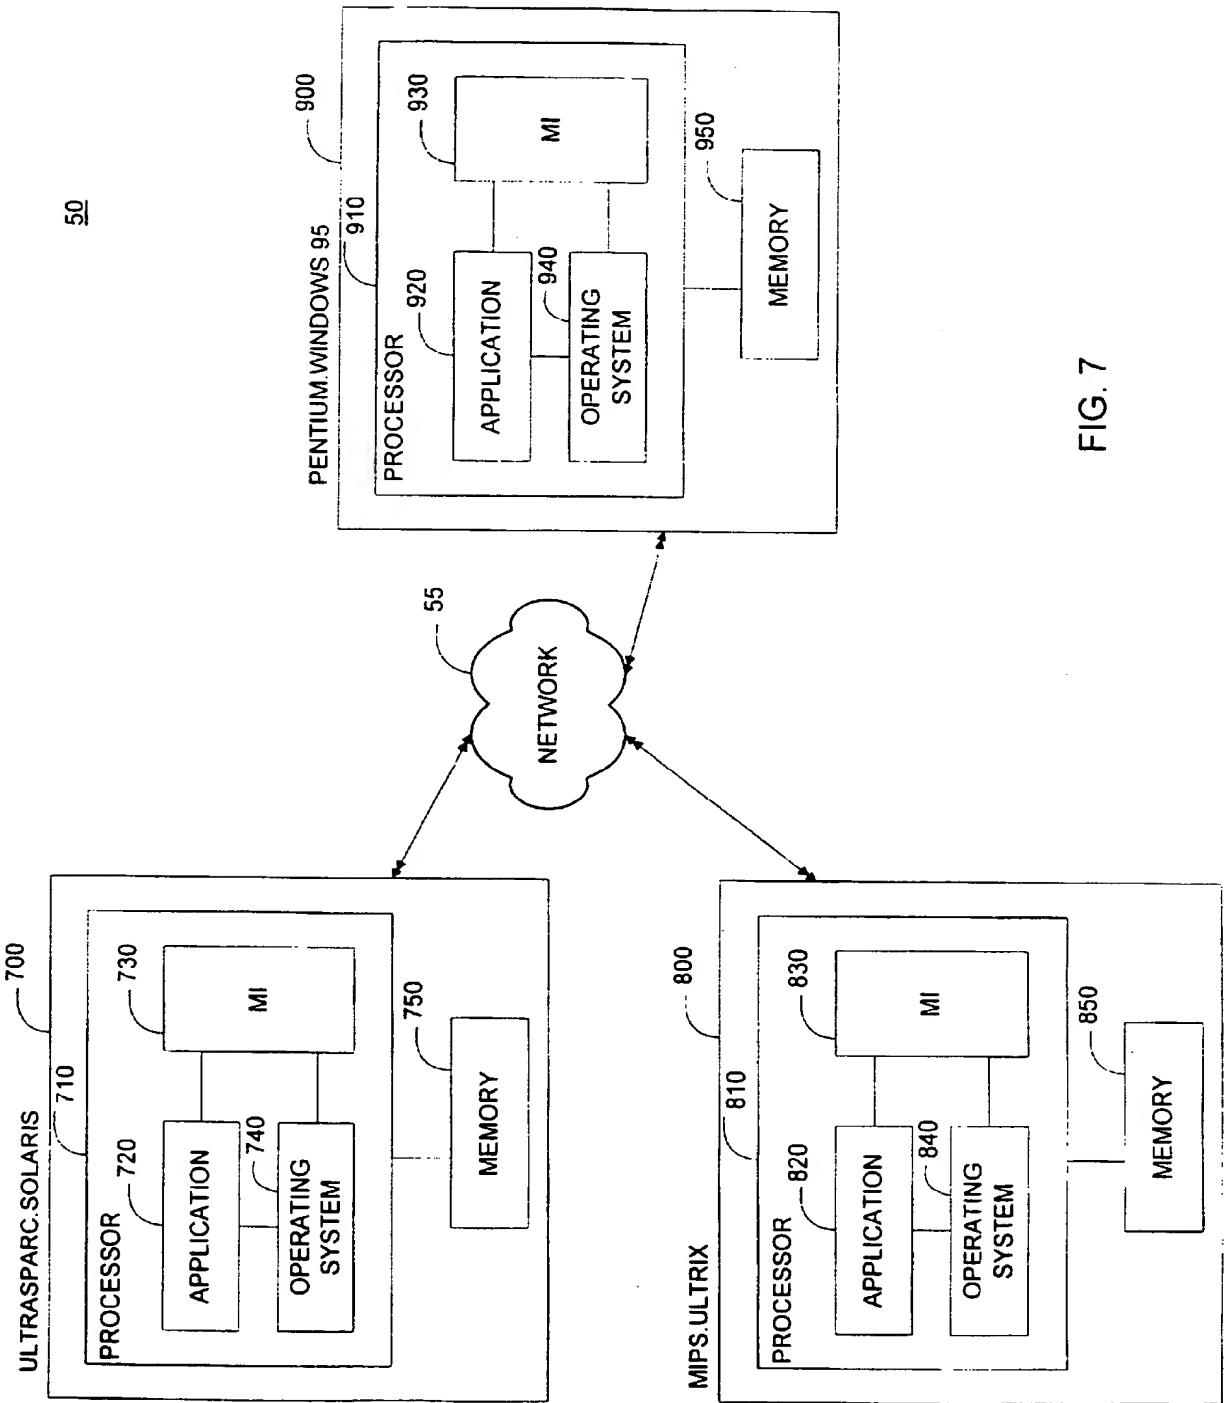 50
ULTRASPARC.SOLARIS
700
710
PROCESSOR
720
APPLICATION
730
MI
740
OPERATING
SYSTEM
750
MEMORY
55
NETWORK
PENTIUM.WINDOWS 95
900
910
PROCESSOR
920
APPLICATION
930
MI
940
OPERATING
SYSTEM
950
MEMORY
MIPS.ULTRIX
800
810
PROCESSOR
820
APPLICATION
830
MI
840
OPERATING
SYSTEM
850
MEMORY
FIG. 7